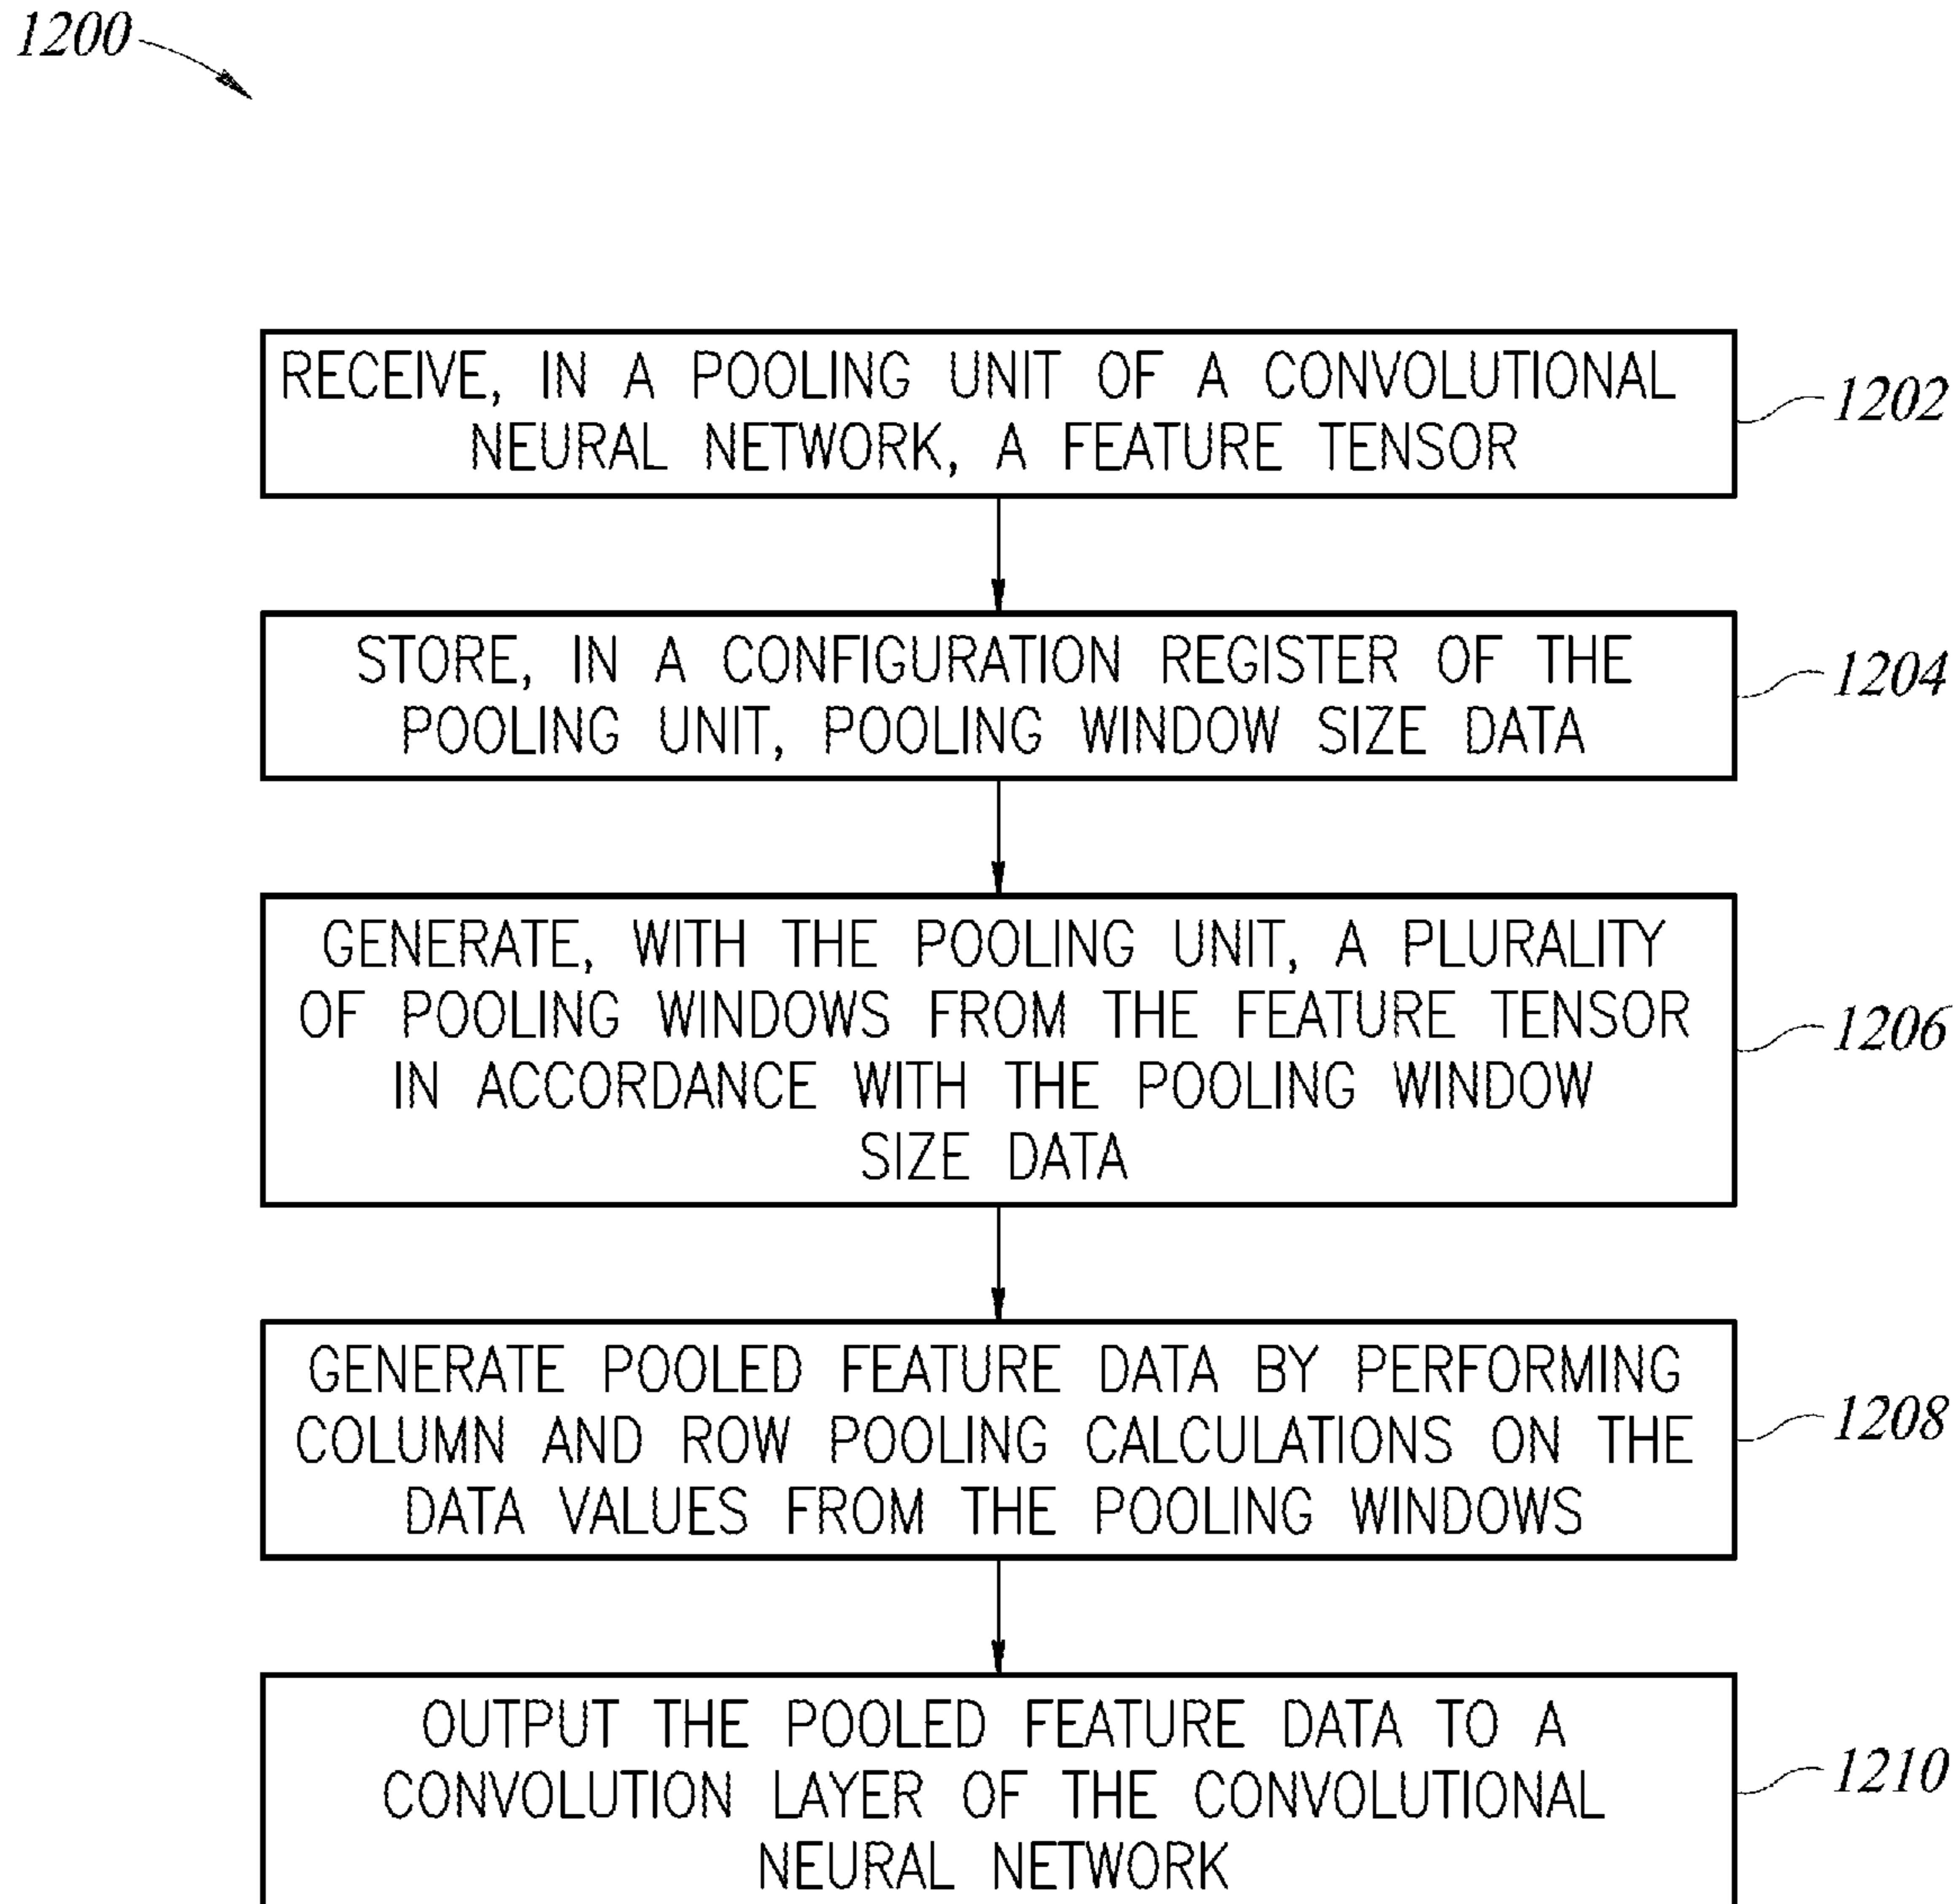 1200
RECEIVE, IN A POOLING UNIT OF A CONVOLUTIONAL
NEURAL NETWORK, A FEATURE TENSOR
1202
STORE, IN A CONFIGURATION REGISTER OF THE
POOLING UNIT, POOLING WINDOW SIZE DATA
1204
GENERATE, WITH THE POOLING UNIT, A PLURALITY
OF POOLING WINDOWS FROM THE FEATURE TENSOR
IN ACCORDANCE WITH THE POOLING WINDOW
SIZE DATA
1206
GENERATE POOLED FEATURE DATA BY PERFORMING
COLUMN AND ROW POOLING CALCULATIONS ON THE
DATA VALUES FROM THE POOLING WINDOWS
1208
OUTPUT THE POOLED FEATURE DATA TO A
CONVOLUTION LAYER OF THE CONVOLUTIONAL
NEURAL NETWORK
1210